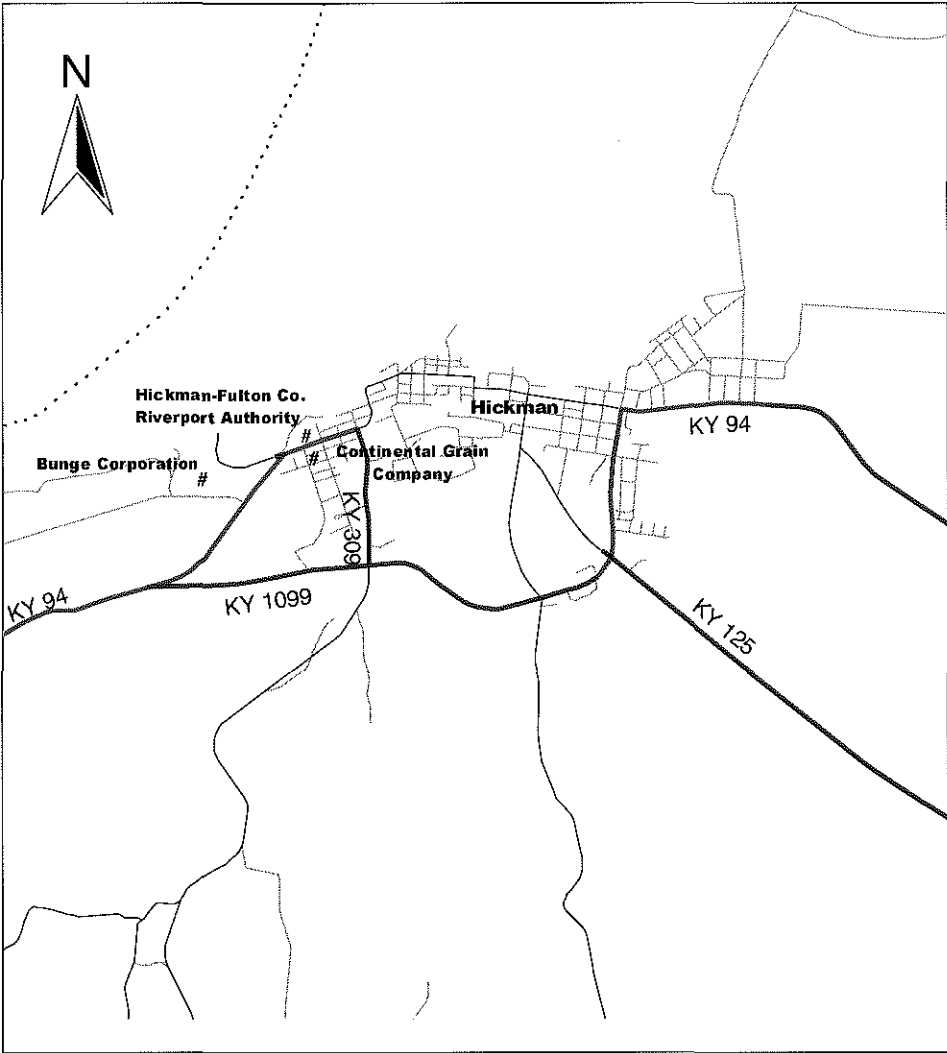 N
Hickman-Fulton Co.
Riverport Authority
#
Hickman
KY 94
Bunge Corporation
#
#
Continental Grain
Company
KY 309
KY 94
KY 1099
KY 125